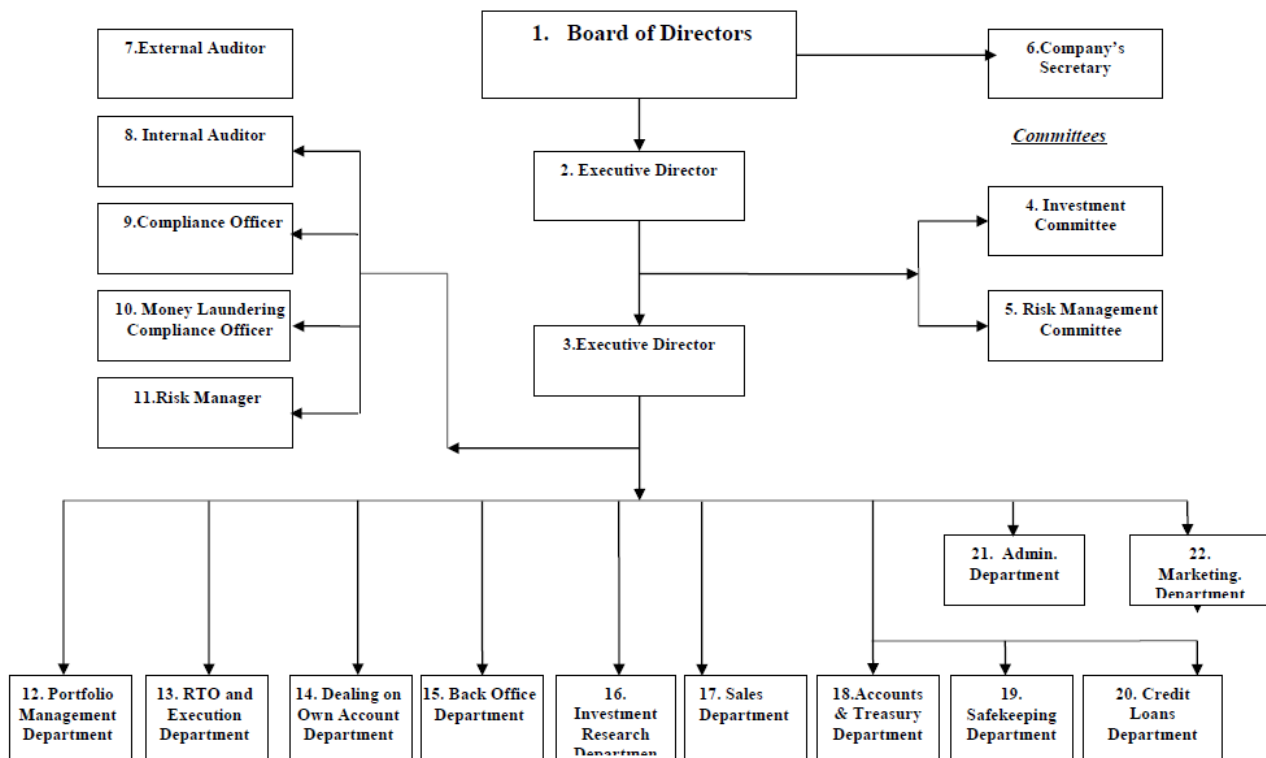 1. Board of Directors
7.External Auditor
6.Company's
Secretary
8. Internal Auditor
Committees
2. Executive Director
9.Compliance Officer
4. Investment
Committee
10. Money Laundering
Compliance Officer
5. Risk Management
Committee
3.Executive Director
11.Risk Manager
21. Admin.
Department
22.
Marketing.
Department
12. Portfolio
Management
Department
13. RTO and
Execution
Department
14. Dealing on
Own Account
Department
15. Back Office
Department
16.
Investment
Research
Departmen
17. Sales
Department
18.Accounts
& Treasury
Department
19.
Safekeeping
Department
20. Credit
Loans
Department